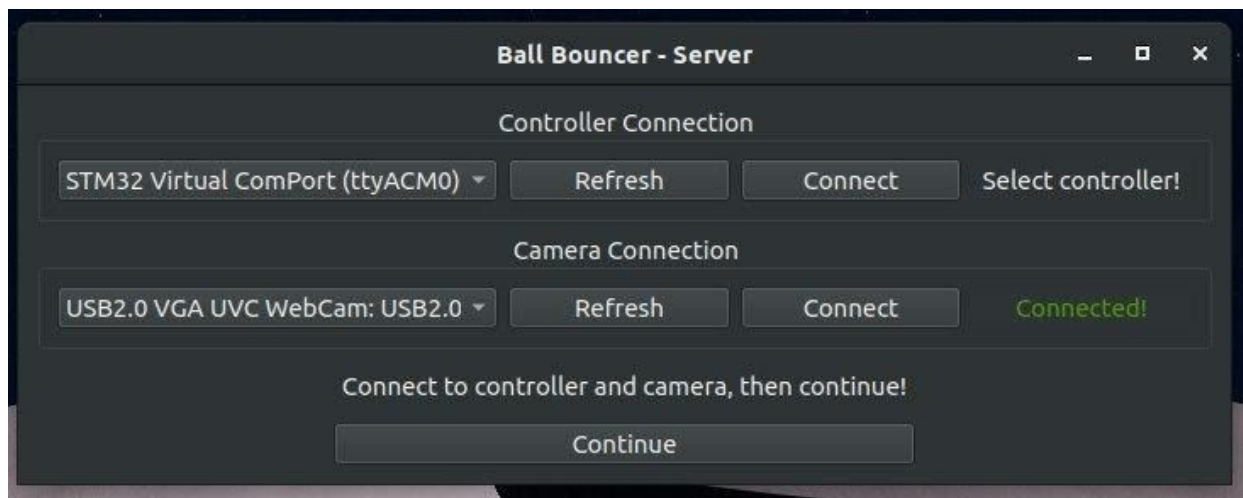 Ball Bouncer - Server
Controller Connection
STM32 Virtual ComPort (ttyACM0) Refresh Connect Select controller!
Camera Connection
USB2.0 VGA UVC WebCam: USB2.0 Refresh Connect Connected!
Connect to controller and camera, then continue!
Continue